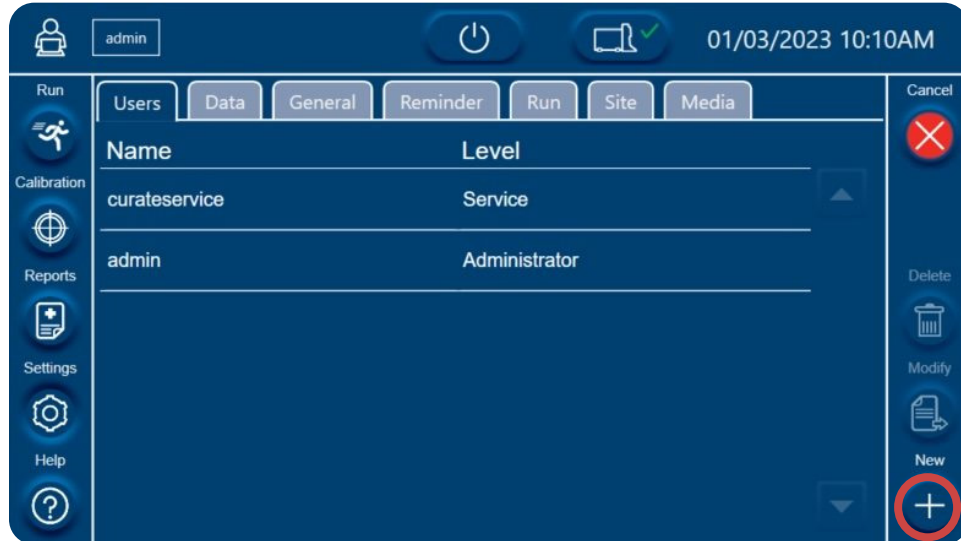 admin
01/03/2023 10:10AM
Run
Calibration
Reports
Settings
Help
Users Data General Reminder Run Site Media
Name Level
curateservice Service
admin Administrator
Cancel
Delete
Modify
New